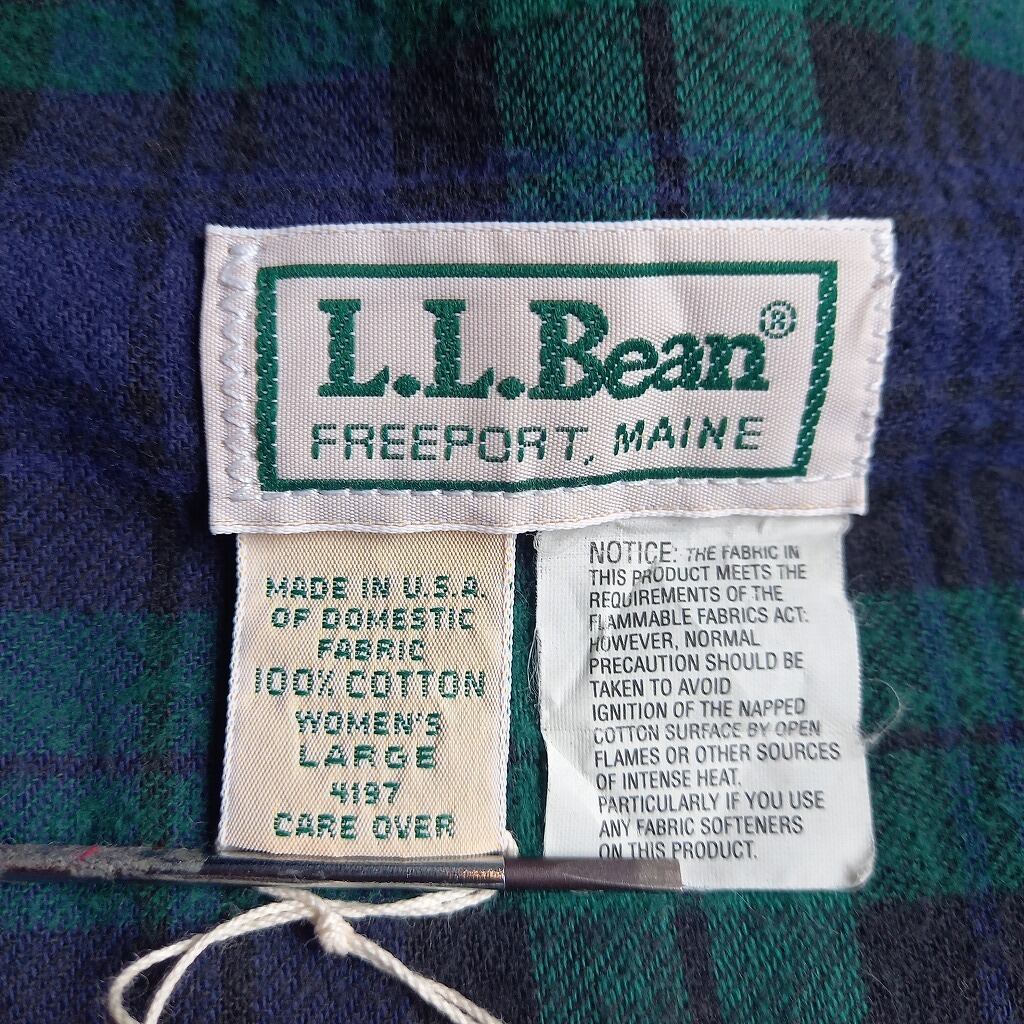 L.L.Bean®
FREEPORT, MAINE
MADE IN U.S.A.
OF DOMESTIC
FABRIC
100% COTTON
WOMEN'S
LARGE
4197
CARE OVER
NOTICE: THE FABRIC IN
THIS PRODUCT MEETS THE
REQUIREMENTS OF THE
FLAMMABLE FABRICS ACT:
HOWEVER, NORMAL
PRECAUTION SHOULD BE
TAKEN TO AVOID
IGNITION OF THE NAPPED
COTTON SURFACE BY OPEN
FLAMES OR OTHER SOURCES
OF INTENSE HEAT.
PARTICULARLY IF YOU USE
ANY FABRIC SOFTENERS
ON THIS PRODUCT.